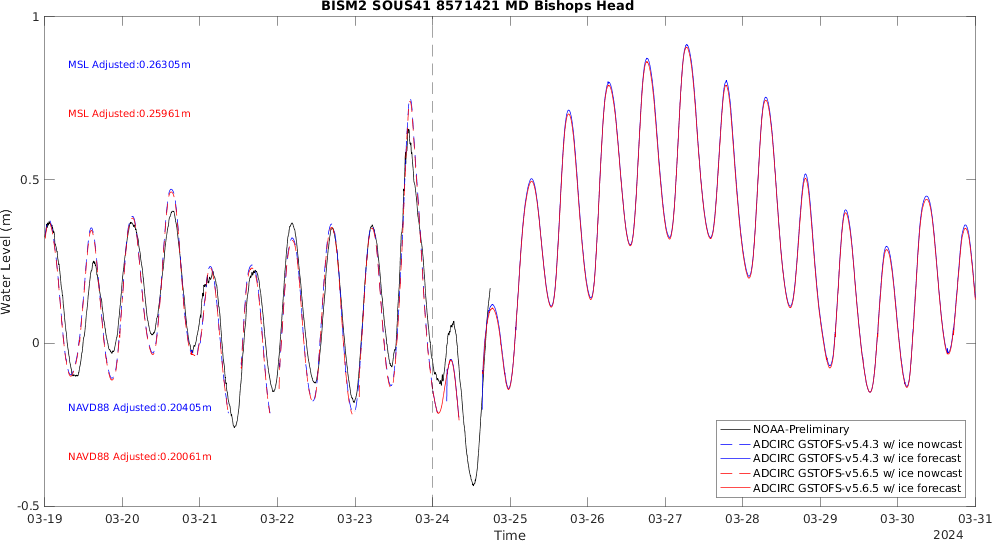 BISM2 SOUS41 8571421 MD Bishops Head
1
MSL Adjusted:0.26305m
MSL Adjusted:0.25961m
0.5
Water Level (m)
0
NAVD88 Adjusted:0.20405m
NAVD88 Adjusted:0.20061m
NOAA-Preliminary
ADCIRC GSTOFS-v5.4.3 w/ ice nowcast
ADCIRC GSTOFS-v5.4.3 w/ ice forecast
ADCIRC GSTOFS-v5.6.5 w/ ice nowcast
ADCIRC GSTOFS-v5.6.5 w/ ice forecast
-0.5
03-19 03-20 03-21 03-22 03-23 03-24 03-25 03-26 03-27 03-28 03-29 03-30 03-31
Time
2024